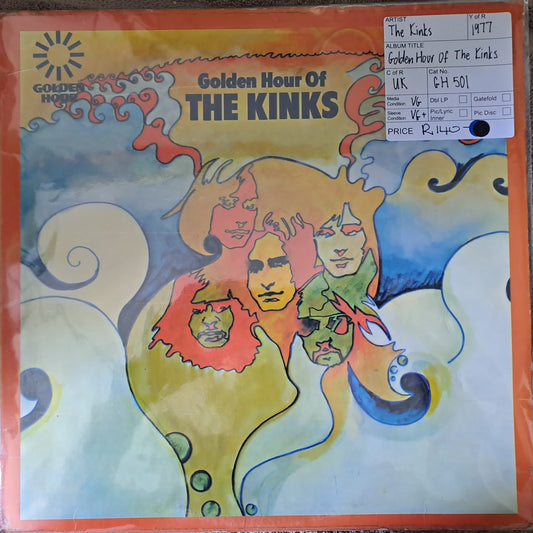 GOLDEN
HOUR
Golden Hour Of
THE KINKS
ARTIST
The Kinks
Y of R
1977
ALBUM TITLE
Golden Hour Of The Kinks
C of R
UK
Cat No.
GH 501
Media
Condition
VG
Dbl LP
Gatefold
Sleeve
Condition
VG+
Pic/Lyric
Inner
Pic Disc
PRICE
R140-